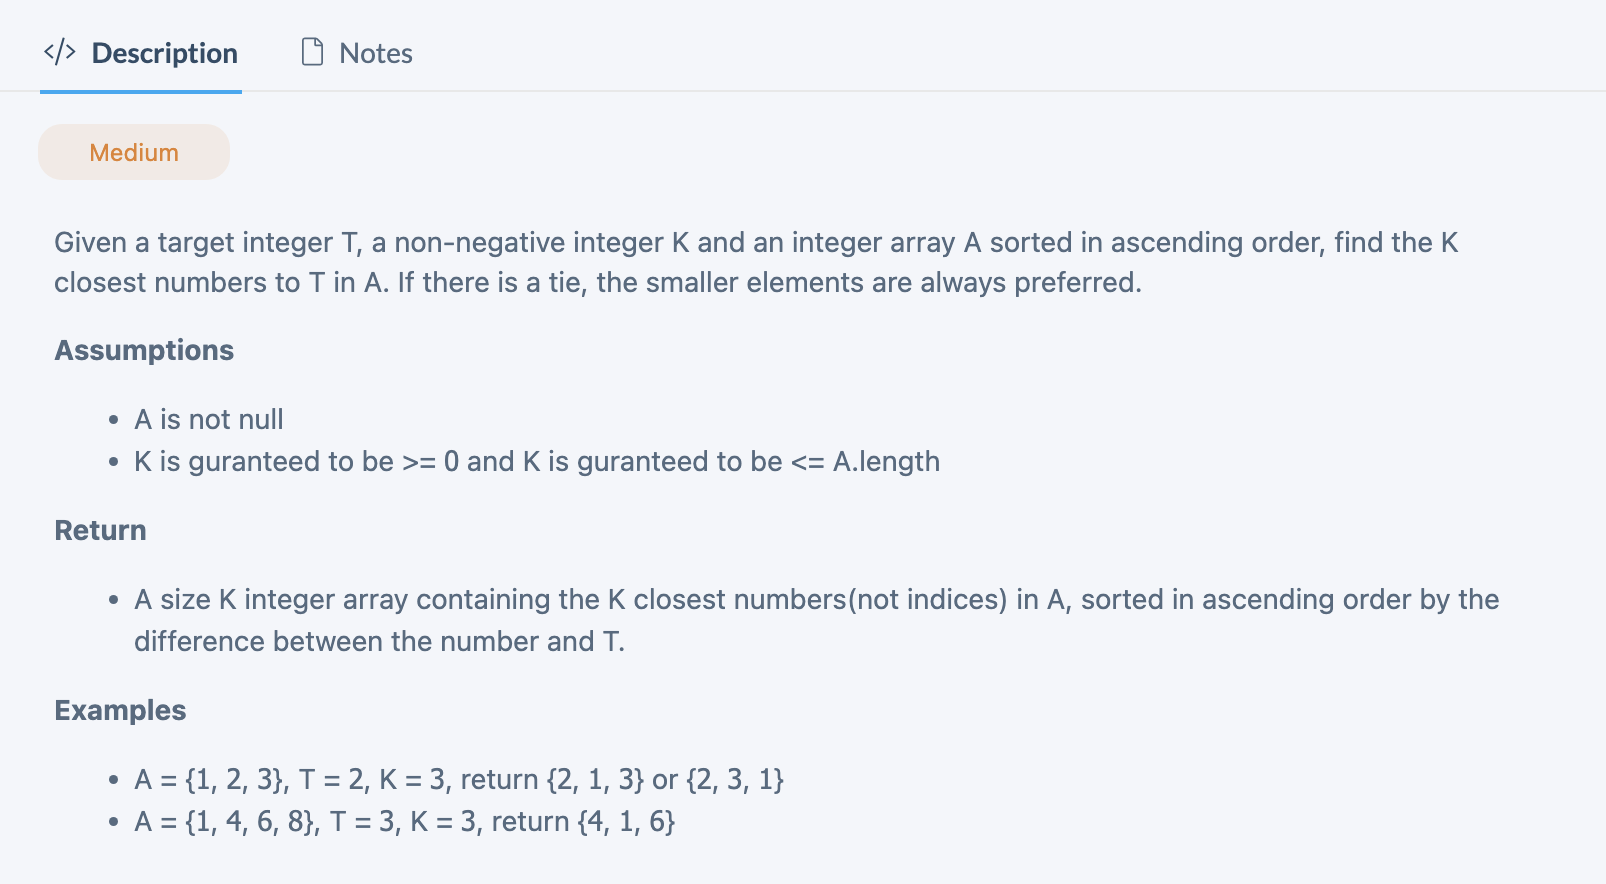 </> Description Notes
Medium
Given a target integer T, a non-negative integer K and an integer array A sorted in ascending order, find the K
closest numbers to T in A. If there is a tie, the smaller elements are always preferred.
Assumptions
• A is not null
• K is guranteed to be >= 0 and K is guranteed to be <= A.length
Return
• A size K integer array containing the K closest numbers(not indices) in A, sorted in ascending order by the
difference between the number and T.
Examples
• A = {1, 2, 3}, T = 2, K = 3, return {2, 1, 3} or {2, 3, 1}
• A = {1, 4, 6, 8}, T = 3, K = 3, return {4, 1, 6}